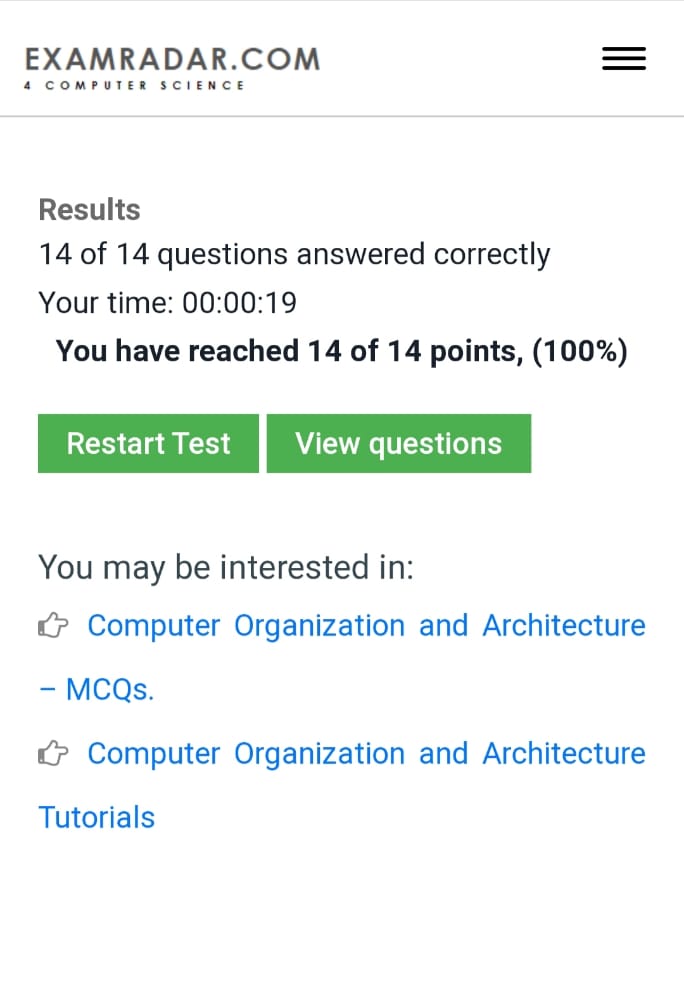 EXAMRADAR.COM
4 COMPUTER SCIENCE
Results
14 of 14 questions answered correctly
Your time: 00:00:19
You have reached 14 of 14 points, (100%)
Restart Test View questions
You may be interested in:
Computer Organization and Architecture
– MCQs.
Computer Organization and Architecture
Tutorials